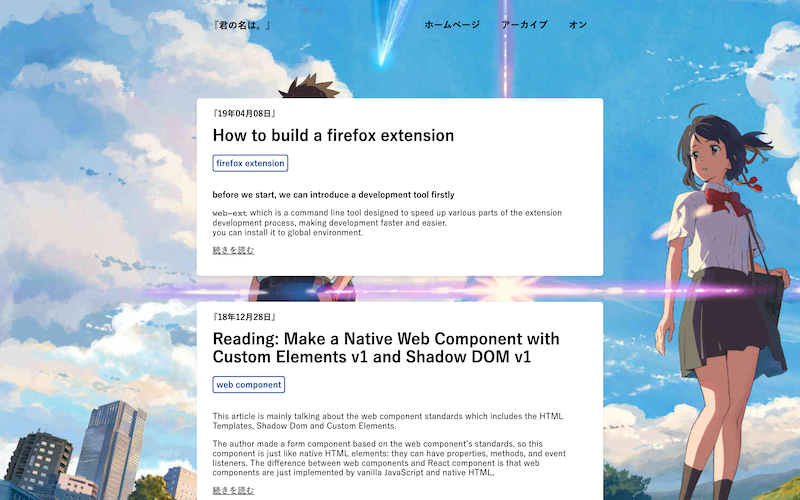 『君の名は。』
ホームページ アーカイブ オン
『19年04月08日』
How to build a firefox extension
firefox extension
before we start, we can introduce a development tool firstly
web-ext which is a command line tool designed to speed up various parts of the extension
development process, making development faster and easier.
you can install it to global environment.
続きを読む
『18年12月28日』
Reading: Make a Native Web Component with
Custom Elements v1 and Shadow DOM v1
web component
This article is mainly talking about the web component standards which includes the HTML
Templates, Shadow Dom and Custom Elements.
The author made a form component based on the web component's standards, so this
component is just like native HTML elements: they can have properties, methods, and event
listeners. The difference between web components and React component is that web
components are just implemented by vanilla JavaScript and native HTML,
続きを読む